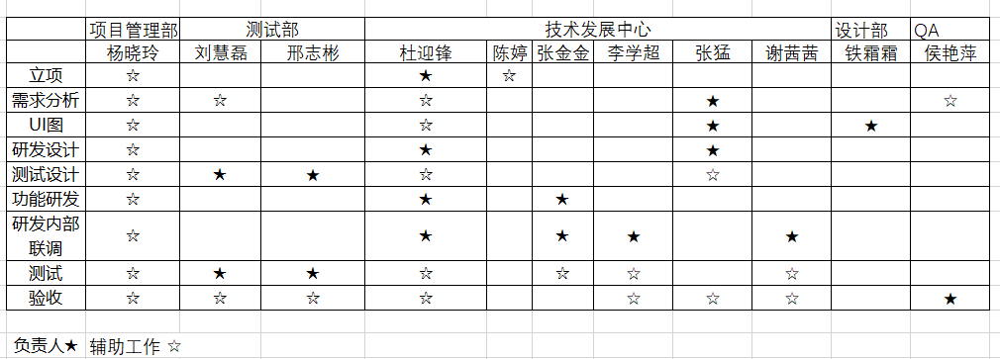 项目管理部 测试部 技术发展中心 设计部 QA
杨晓玲 刘慧磊 邢志彬 杜迎锋 陈婷 张金金 李学超 张猛 谢茜茜 铁霜霜 侯艳萍
立项 ☆ ★ ☆
需求分析 ☆ ☆ ☆ ★ ☆
UI图 ☆ ☆ ★ ★
研发设计 ☆ ★ ★
测试设计 ☆ ★ ★ ☆ ☆
功能研发 ☆ ★ ★
研发内部
联调 ☆ ★ ★ ★ ★
测试 ☆ ★ ★ ☆ ☆ ☆ ☆
验收 ☆ ☆ ☆ ☆ ☆ ☆ ☆ ★
负责人★ 辅助工作 ☆